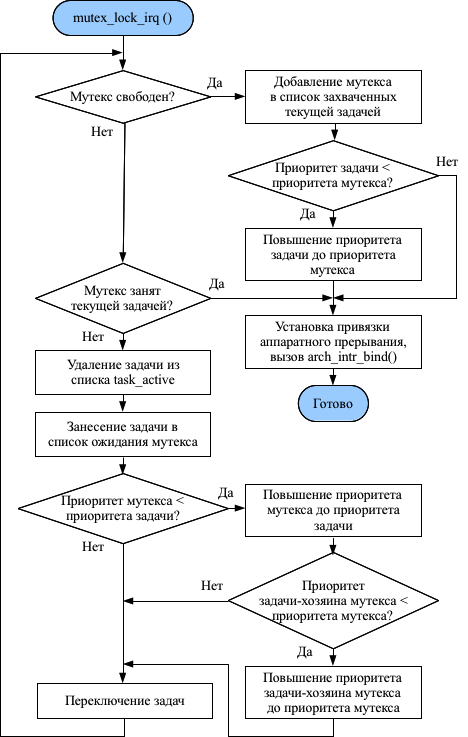 mutex_lock_irq ()
Мутекс свободен?
Да
Нет
Добавление мутекса
в список захваченных
текущей задачей
Приоритет задачи <
приоритета мутекса?
Нет
Да
Повышение приоритета
задачи до приоритета
мутекса
Мутекс занят
текущей задачей?
Да
Нет
Установка привязки
аппаратного прерывания,
вызов arch_intr_bind()
Готово
Удаление задачи из
списка task_active
Занесение задачи в
список ожидания мутекса
Приоритет мутекса <
приоритета задачи?
Да
Нет
Повышение приоритета
мутекса до приоритета
задачи
Приоритет
задачи-хозяина мутекса <
приоритета мутекса?
Нет
Да
Повышение приоритета
задачи-хозяина мутекса
до приоритета мутекса
Переключение задач